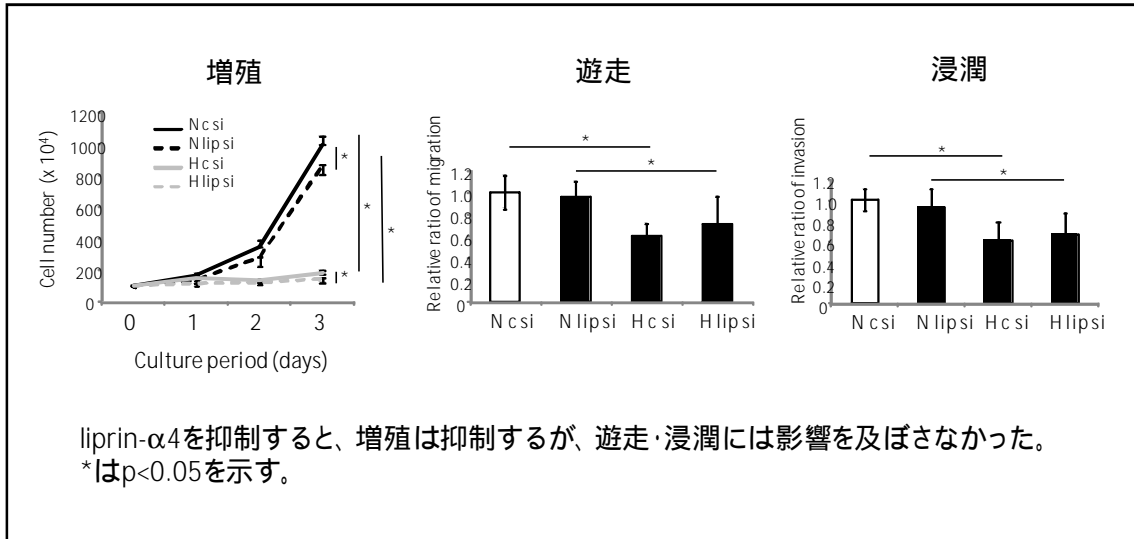 増殖
Cell number (x 10⁴)
1200
1000
800
600
400
200
0
Ncsi
Nlipsi
Hcsi
Hlipsi
*
*
*
*
0 1 2 3
Culture period (days)
遊走
Relative ratio of migration
*
*
1.2
1.0
0.8
0.6
0.4
0.2
0
Ncsi Nlipsi Hcsi Hlipsi
浸潤
Relative ratio of invasion
*
*
1.2
1.0
0.8
0.6
0.4
0.2
0
Ncsi Nlipsi Hcsi Hlipsi
liprin-α4を抑制すると、増殖は抑制するが、遊走・浸潤には影響を及ぼさなかった。
*はp<0.05を示す。